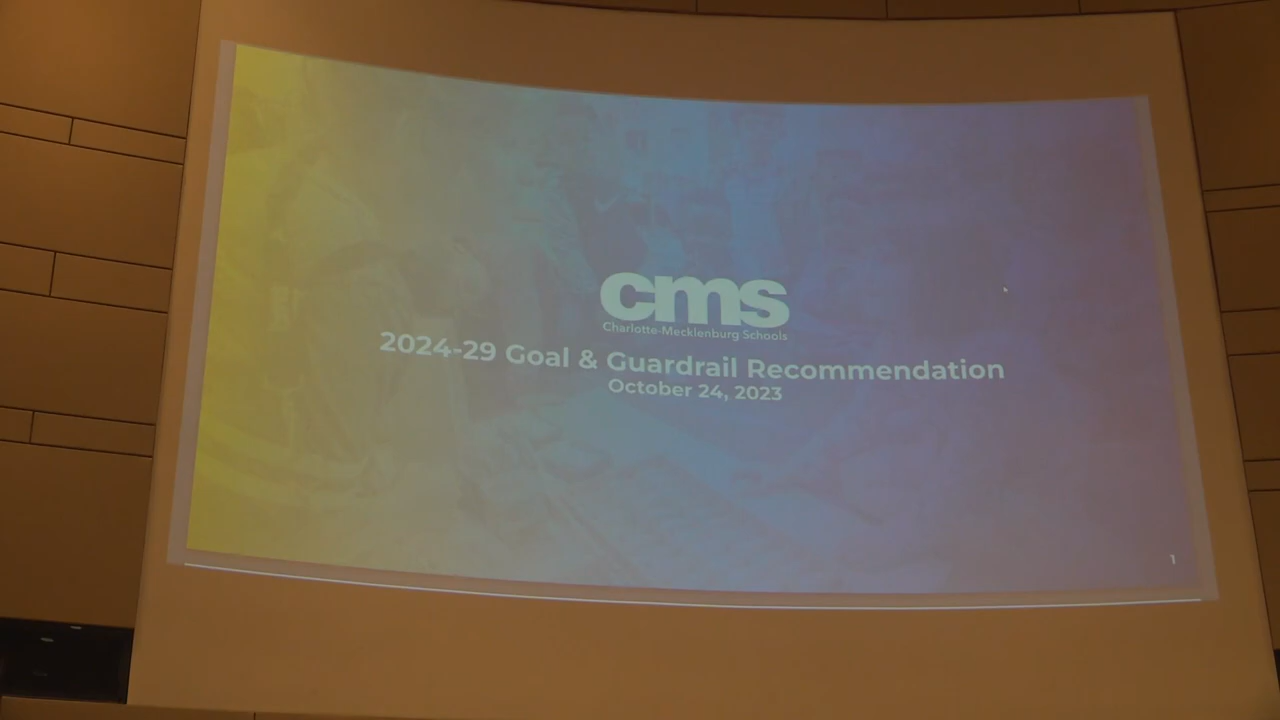 cms
Charlotte-Mecklenburg Schools
2024-29 Goal & Guardrail Recommendation
October 24, 2023
1